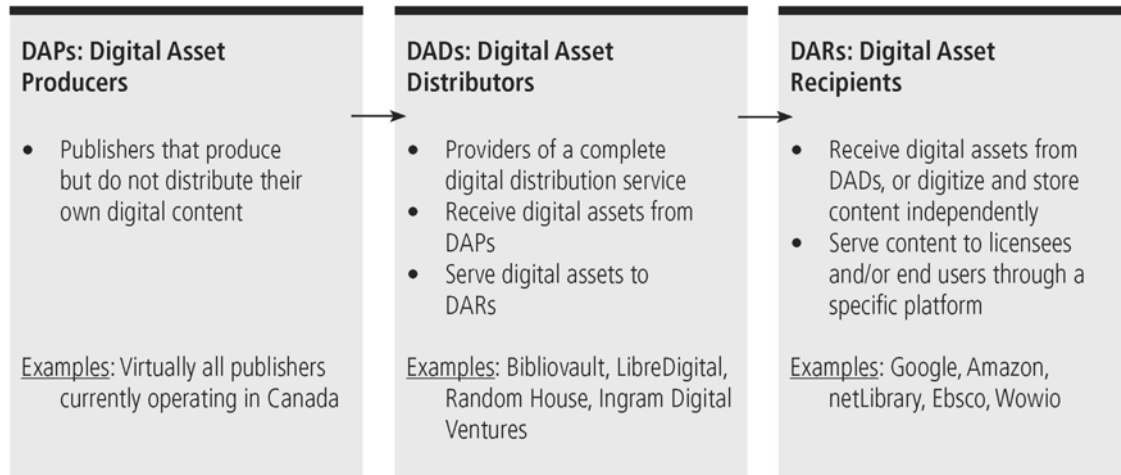 DAPs: Digital Asset
Producers
• Publishers that produce
but do not distribute their
own digital content
Examples: Virtually all publishers
currently operating in Canada
DADs: Digital Asset
Distributors
• Providers of a complete
digital distribution service
• Receive digital assets from
DAPs
• Serve digital assets to
DARs
Examples: Bibliovault, LibreDigital,
Random House, Ingram Digital
Ventures
DARs: Digital Asset
Recipients
• Receive digital assets from
DADs, or digitize and store
content independently
• Serve content to licensees
and/or end users through a
specific platform
Examples: Google, Amazon,
netLibrary, Ebsco, Wowio